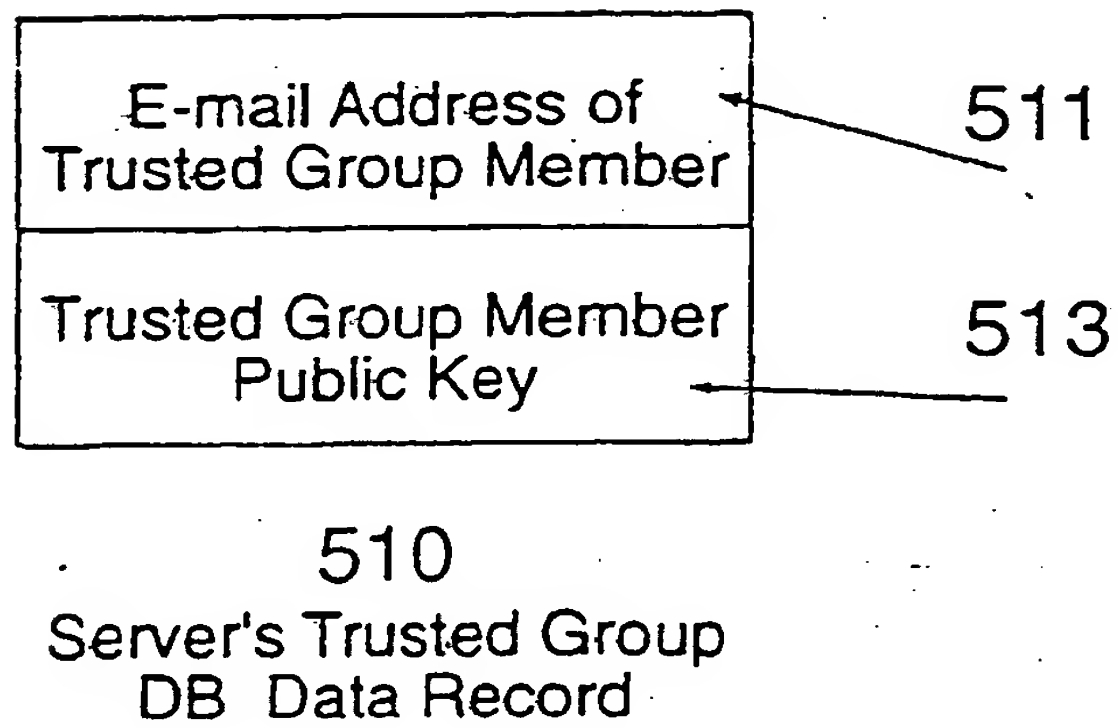 E-mail Address of
Trusted Group Member
511
Trusted Group Member
Public Key
513
510
Server's Trusted Group
DB Data Record